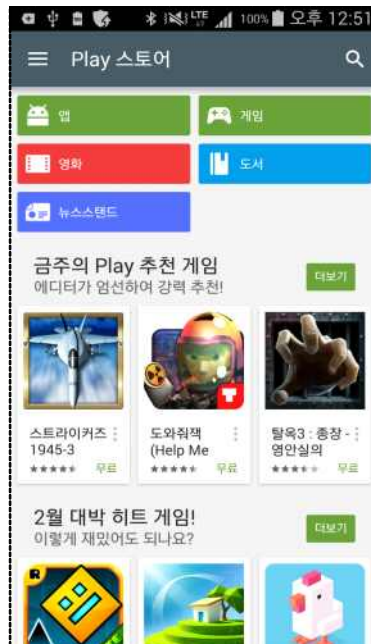 LTE 100% 오후 12:51
Play 스토어
앱
게임
영화
도서
뉴스스탠드
금주의 Play 추천 게임
더보기
에디터가 엄선하여 강력 추천!
스트라이커즈
1945-3
무료
도와줘잭
(Help Me
무료
탈옥3 : 종장 -
영안실의
무료
2월 대박 히트 게임!
더보기
이렇게 재밌어도 되나요?
R